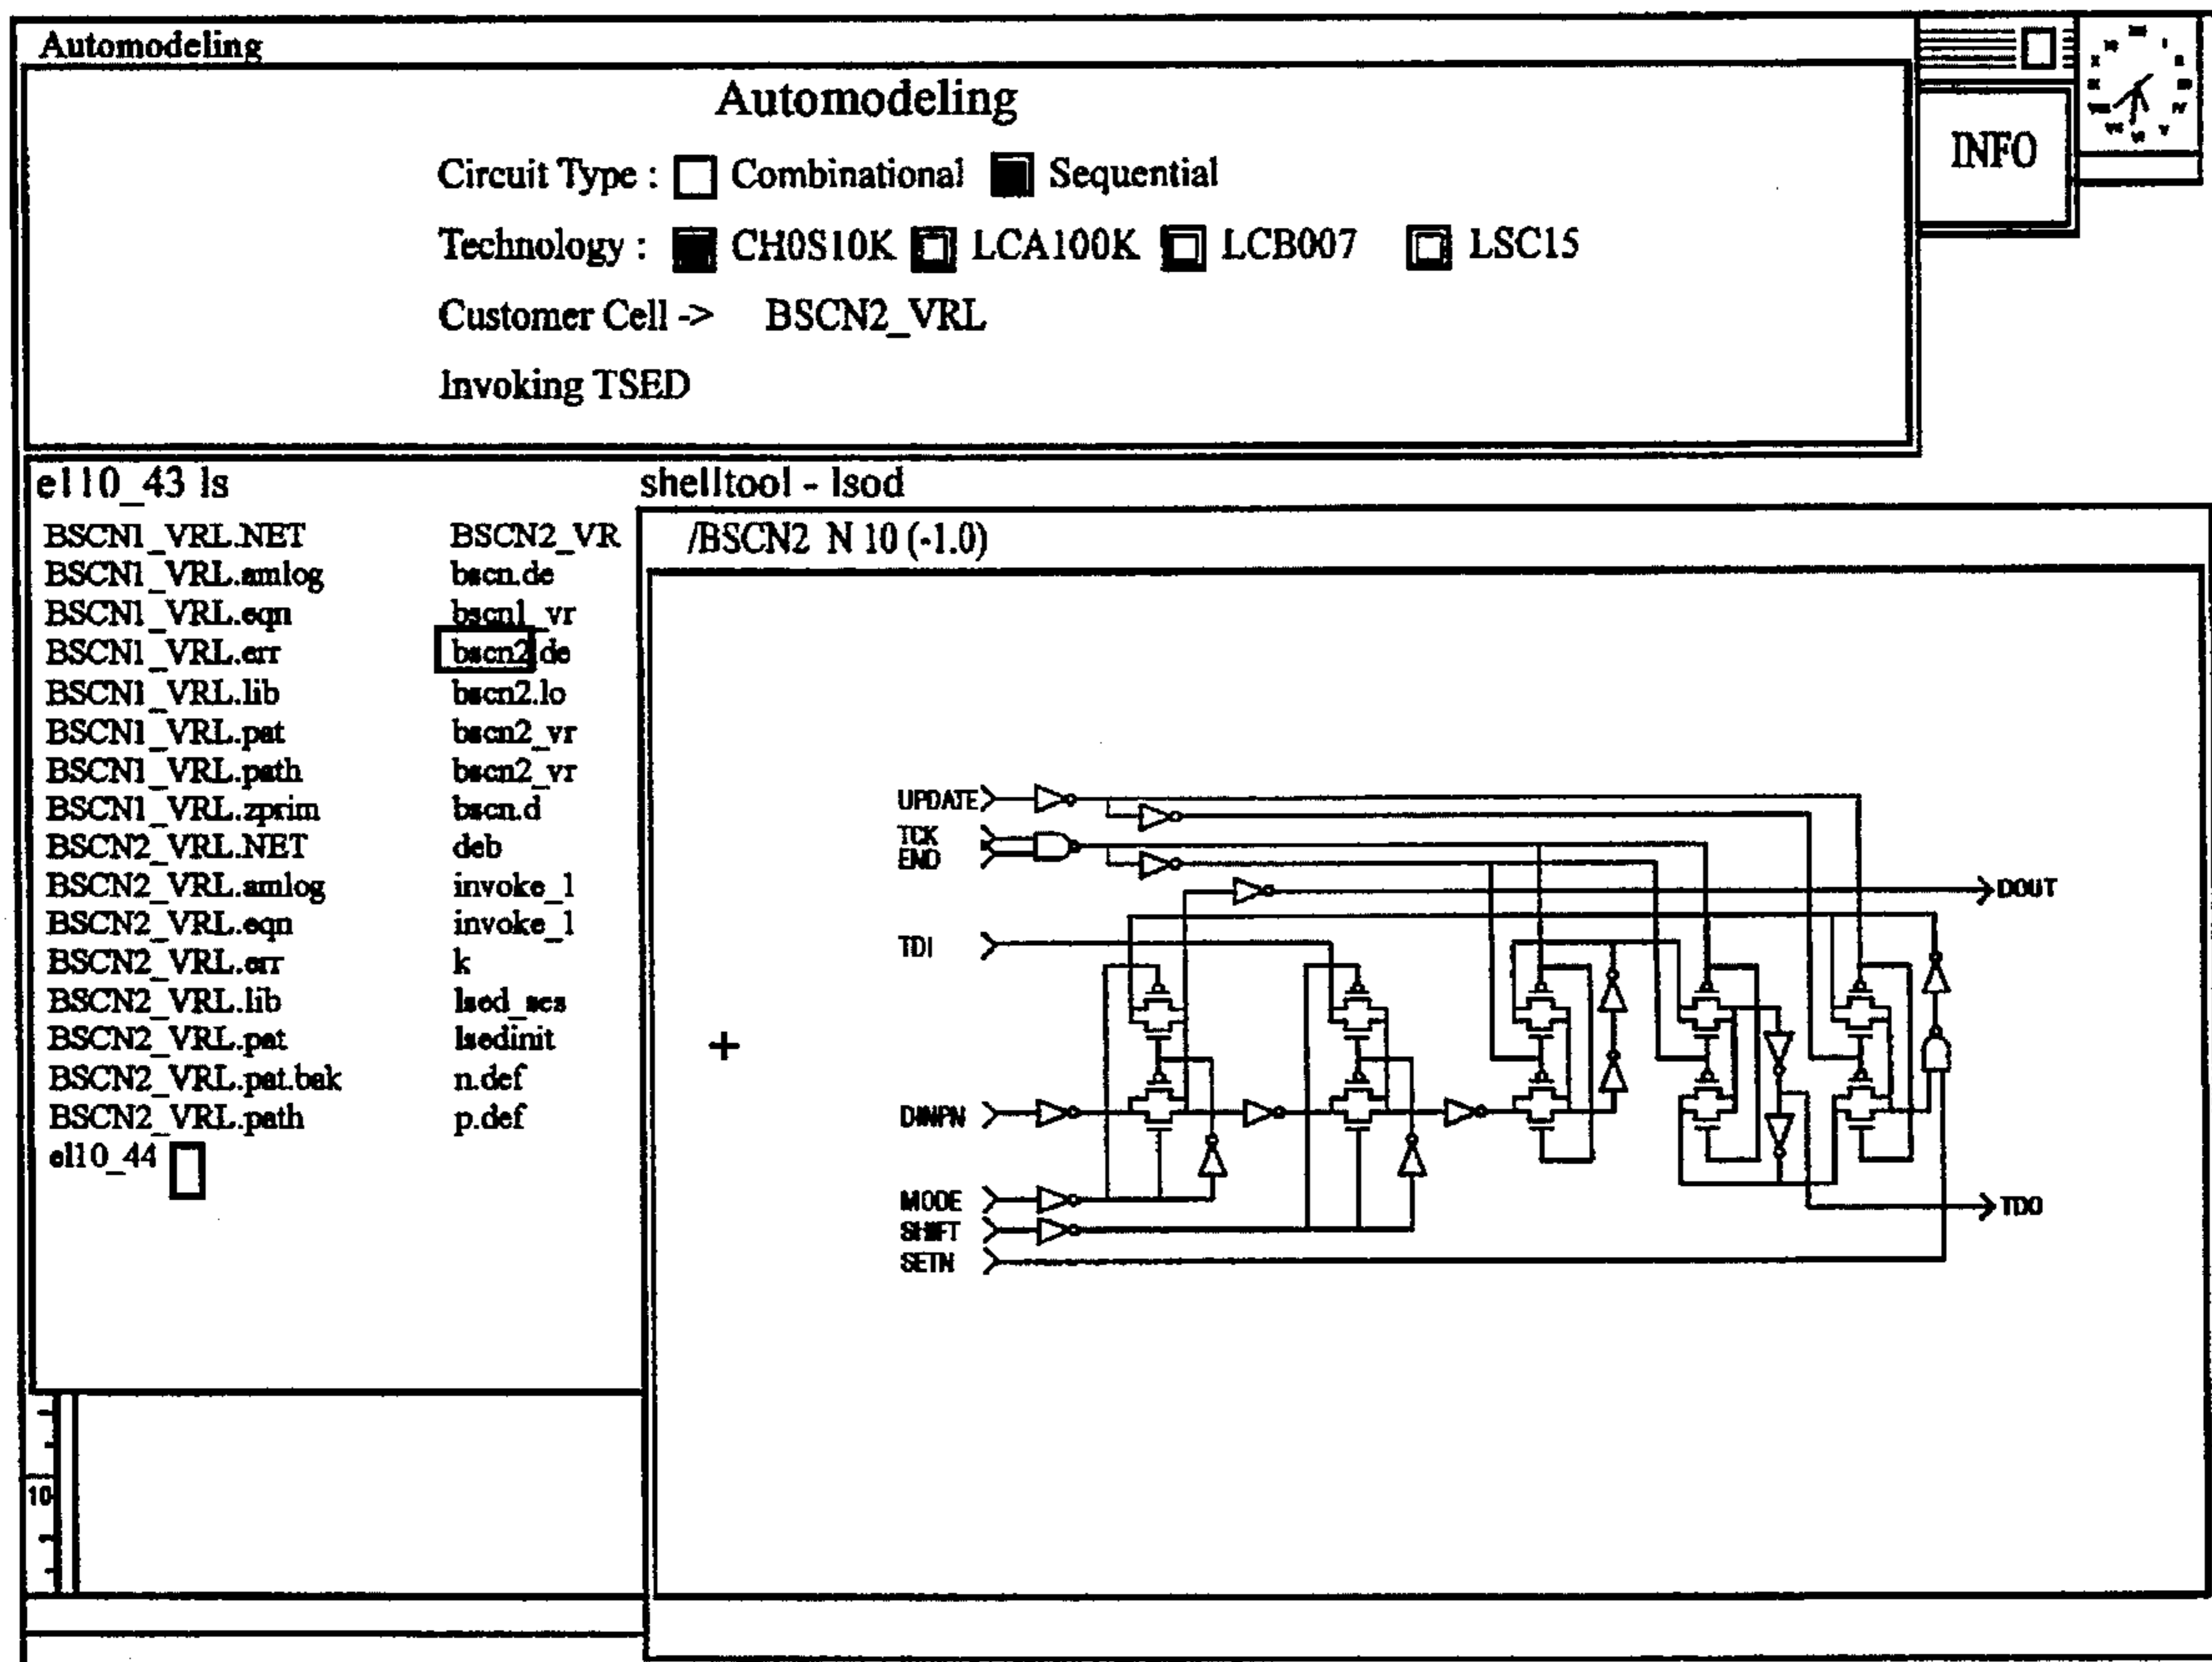 Automodeling
Automodeling
INFO
Circuit Type : Combinational Sequential
Technology : CH0S10K LCA100K LCB007 LSC15
Customer Cell -> BSCN2_VRL
Invoking TSED
el10_43 ls
shelltool - lsod
BSCN1_VRL.NET BSCN2_VR
BSCN1_VRL.amlog bscn.de
BSCN1_VRL.eqn bscn1_vr
BSCN1_VRL.err bscn2.de
BSCN1_VRL.lib bscn2.lo
BSCN1_VRL.pat bscn2_vr
BSCN1_VRL.path bscn2_vr
BSCN1_VRL.zprim bscn.d
BSCN2_VRL.NET deb
BSCN2_VRL.amlog invoke_l
BSCN2_VRL.eqn invoke_l
BSCN2_VRL.err k
BSCN2_VRL.lib lsed_ses
BSCN2_VRL.pat lsedinit
BSCN2_VRL.pat.bak n.def
BSCN2_VRL.path p.def
el10_44
10
/BSCN2 N 10 (-1.0)
UPDATE
TCK
END
DOUT
TDI
DINPN
MODE
SHIFT
TDO
SETN